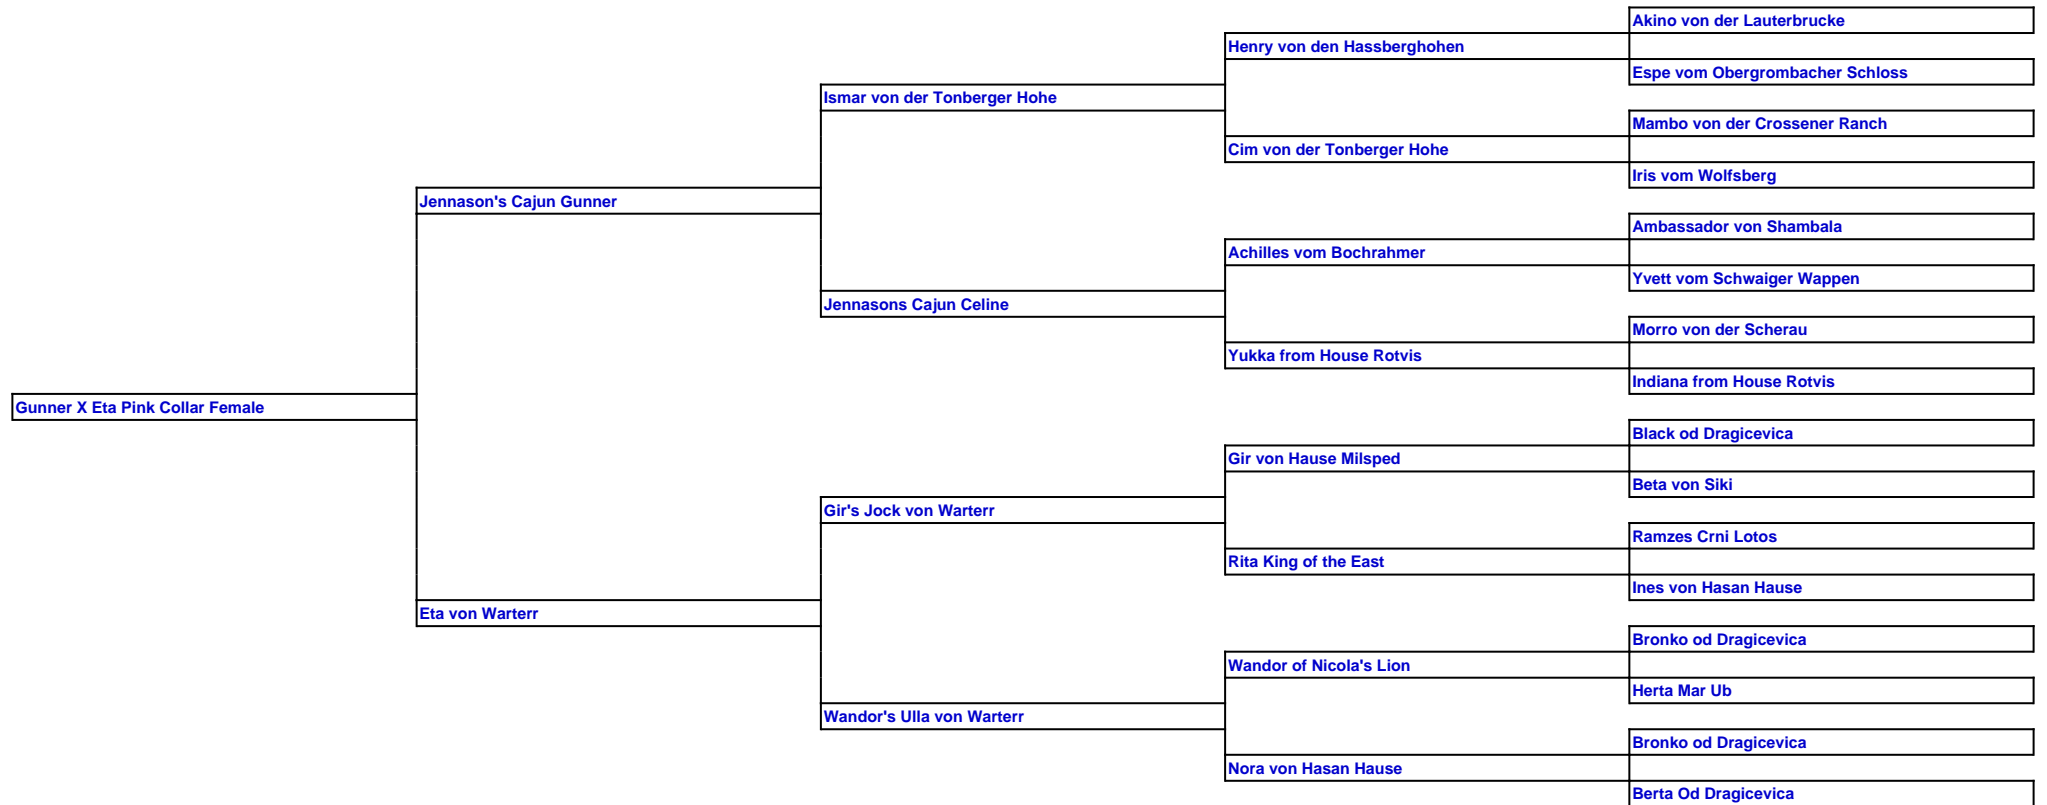 Akino von der Lauterbrucke
Henry von den Hassberghohen
Espe vom Obergrombacher Schloss
Ismar von der Tonberger Hohe
Mambo von der Crossener Ranch
Cim von der Tonberger Hohe
Iris vom Wolfsberg
Jennason's Cajun Gunner
Ambassador von Shambala
Achilles vom Bochrahmer
Yvett vom Schwaiger Wappen
Jennasons Cajun Celine
Morro von der Scherau
Yukka from House Rotvis
Indiana from House Rotvis
Gunner X Eta Pink Collar Female
Black od Dragicevica
Gir von Hause Milsped
Beta von Siki
Gir's Jock von Warterr
Ramzes Crni Lotos
Rita King of the East
Ines von Hasan Hause
Eta von Warterr
Bronko od Dragicevica
Wandor of Nicola's Lion
Herta Mar Ub
Wandor's Ulla von Warterr
Bronko od Dragicevica
Nora von Hasan Hause
Berta Od Dragicevica